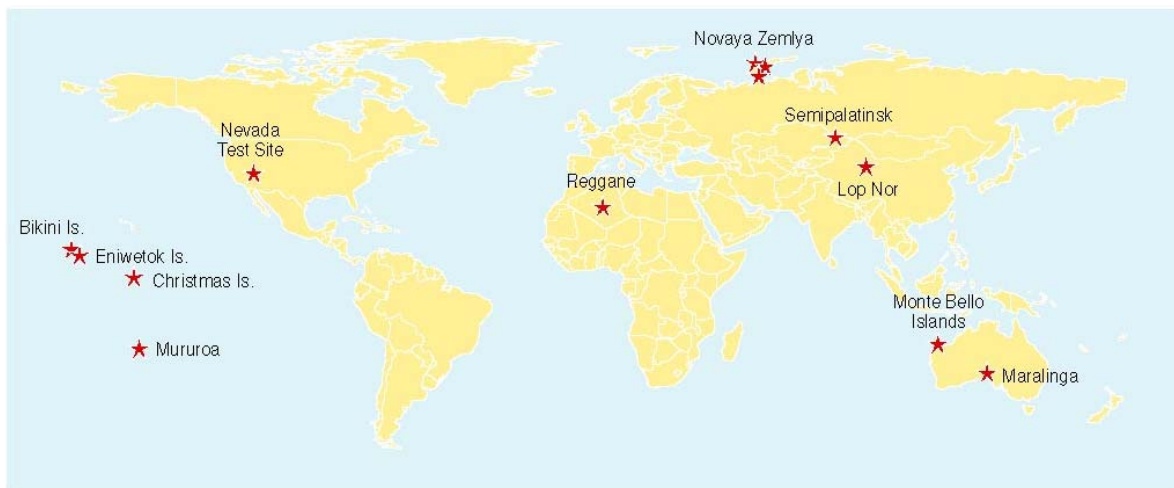 Novaya Zemlya
Semipalatinsk
Nevada
Test Site
Reggane
Lop Nor
Bikini Is.
Eniwetok Is.
Christmas Is.
Monte Bello
Islands
Mururoa
Maralinga